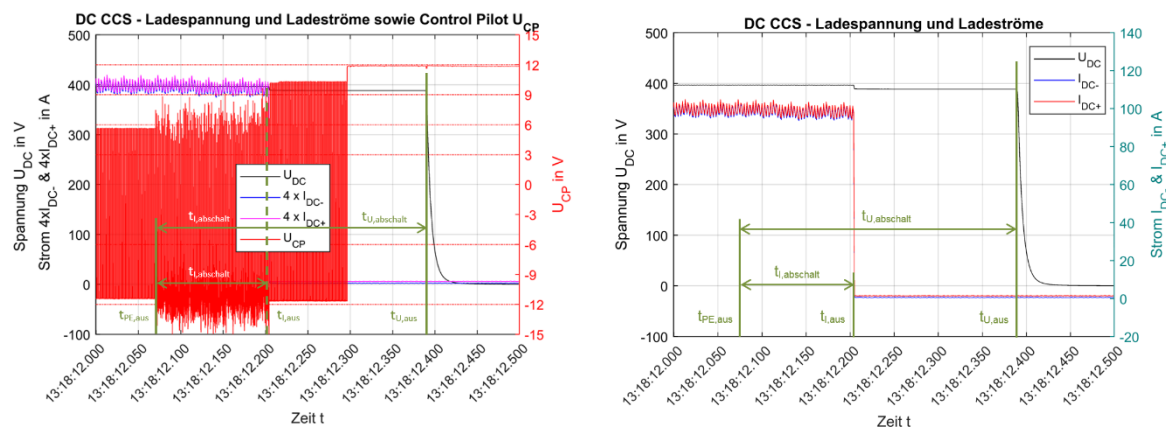 DC CCS - Ladespannung und Ladeströme sowie Control Pilot U_CP
Spannung U_DC in V
Strom 4xI_DC- & 4xI_DC+ in A
500
400
300
200
100
0
-100
15
12
9
6
3
0
-3
-6
-9
-12
-15
U_CP in V
U_DC
4 x I_DC-
4 x I_DC+
U_CP
t_I,abschalt
t_U,abschalt
t_I,abschalt
t_PE,aus
t_I,aus
t_U,aus
13:18:12.000
13:18:12.050
13:18:12.100
13:18:12.150
13:18:12.200
13:18:12.250
13:18:12.300
13:18:12.350
13:18:12.400
13:18:12.450
13:18:12.500
Zeit t
DC CCS - Ladespannung und Ladeströme
Spannung U_DC in V
500
400
300
200
100
0
-100
140
120
100
80
60
40
20
0
-20
Strom I_DC- & I_DC+ in A
U_DC
I_DC-
I_DC+
t_U,abschalt
t_I,abschalt
t_PE,aus
t_I,aus
t_U,aus
13:18:12.000
13:18:12.050
13:18:12.100
13:18:12.150
13:18:12.200
13:18:12.250
13:18:12.300
13:18:12.350
13:18:12.400
13:18:12.450
13:18:12.500
Zeit t